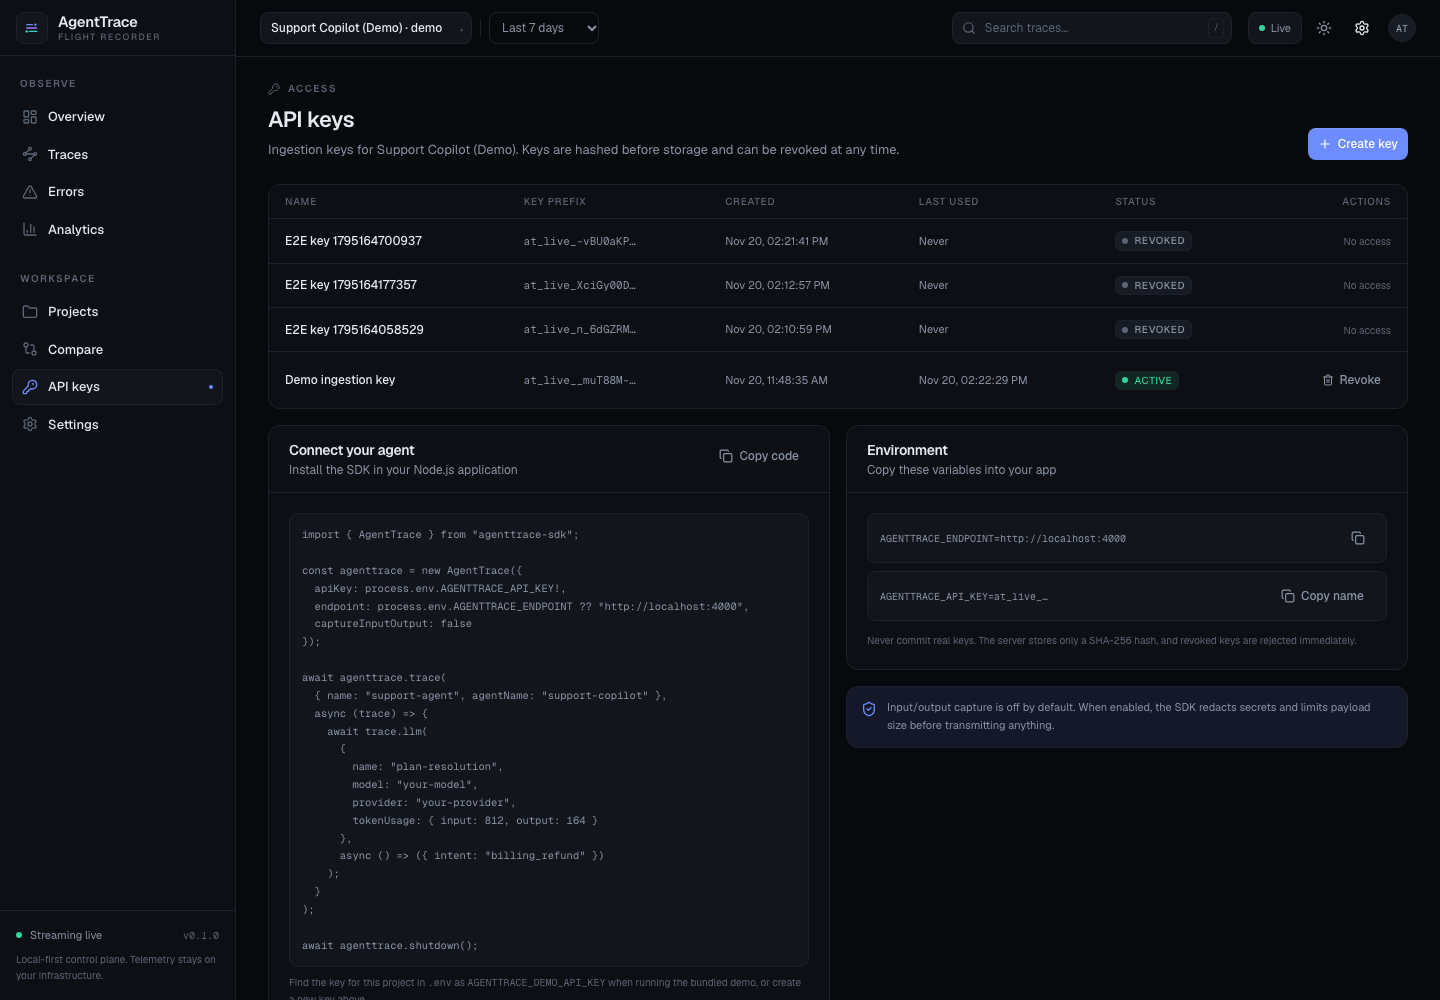 AgentTrace
FLIGHT RECORDER
Support Copilot (Demo) · demo
Last 7 days
Search traces…
/
Live
AT
OBSERVE
Overview
Traces
Errors
Analytics
WORKSPACE
Projects
Compare
API keys
Settings
Streaming live
v0.1.0
Local-first control plane. Telemetry stays on
your infrastructure.
ACCESS
API keys
Ingestion keys for Support Copilot (Demo). Keys are hashed before storage and can be revoked at any time.
Create key
NAME KEY PREFIX CREATED LAST USED STATUS ACTIONS
E2E key 1795164700937 at_live_-vBU0aKP… Nov 20, 02:21:41 PM Never REVOKED No access
E2E key 1795164177357 at_live_XciGy00D… Nov 20, 02:12:57 PM Never REVOKED No access
E2E key 1795164058529 at_live_n_6dGZRM… Nov 20, 02:10:59 PM Never REVOKED No access
Demo ingestion key at_live__muT88M-… Nov 20, 11:48:35 AM Nov 20, 02:22:29 PM ACTIVE Revoke
Connect your agent
Install the SDK in your Node.js application
Copy code
import { AgentTrace } from "agenttrace-sdk";
const agenttrace = new AgentTrace({
apiKey: process.env.AGENTTRACE_API_KEY!,
endpoint: process.env.AGENTTRACE_ENDPOINT ?? "http://localhost:4000",
captureInputOutput: false
});
await agenttrace.trace(
{ name: "support-agent", agentName: "support-copilot" },
async (trace) => {
await trace.llm(
{
name: "plan-resolution",
model: "your-model",
provider: "your-provider",
tokenUsage: { input: 812, output: 164 }
},
async () => ({ intent: "billing_refund" })
);
}
);
await agenttrace.shutdown();
Find the key for this project in .env as AGENTTRACE_DEMO_API_KEY when running the bundled demo, or create
a new key above.
Environment
Copy these variables into your app
AGENTTRACE_ENDPOINT=http://localhost:4000
AGENTTRACE_API_KEY=at_live_…
Copy name
Never commit real keys. The server stores only a SHA-256 hash, and revoked keys are rejected immediately.
Input/output capture is off by default. When enabled, the SDK redacts secrets and limits payload
size before transmitting anything.